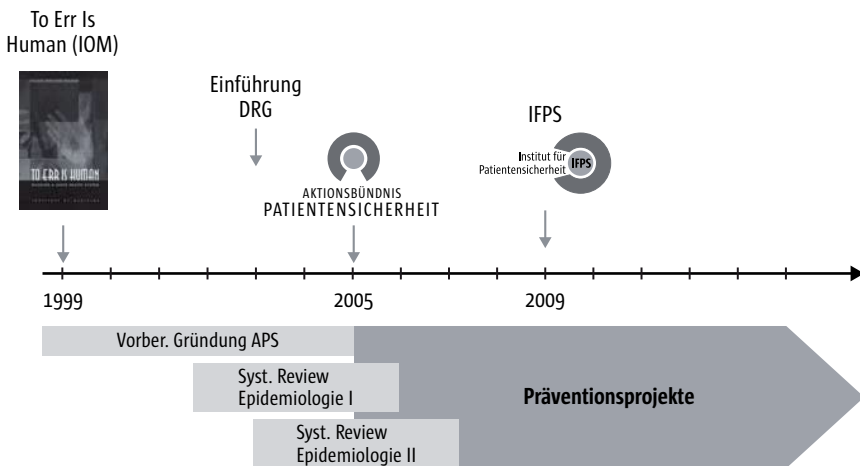 To Err Is
Human (IOM)
TO ERR IS HUMAN
Einführung
DRG
AKTIONSBÜNDNIS
PATIENTENSICHERHEIT
IFPS
Institut für
Patientensicherheit
IFPS
1999
2005
2009
Vorber. Gründung APS
Syst. Review
Epidemiologie I
Syst. Review
Epidemiologie II
Präventionsprojekte